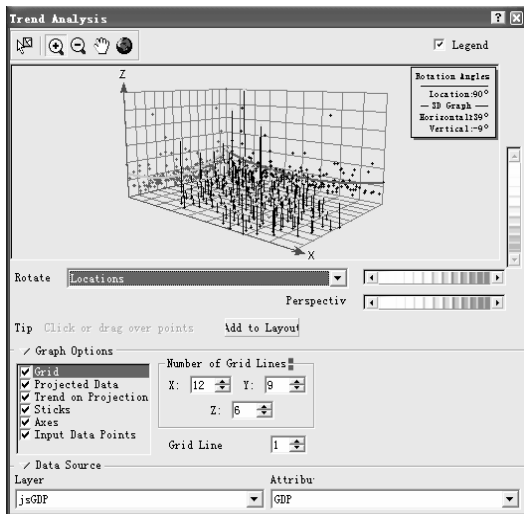 Trend Analysis
Legend
Z
Rotation Angles
Location:90°
3D Graph
Horizontal:39°
Vertical:-9°
X
Rotate Locations
Perspectiv
Tip Click or drag over points Add to Layout
Graph Options
Grid
Projected Data
Trend on Projection
Sticks
Axes
Input Data Points
Number of Grid Lines
X: 12 Y: 9
Z: 6
Grid Line 1
Data Source
Layer Attribu
jsGDP GDP